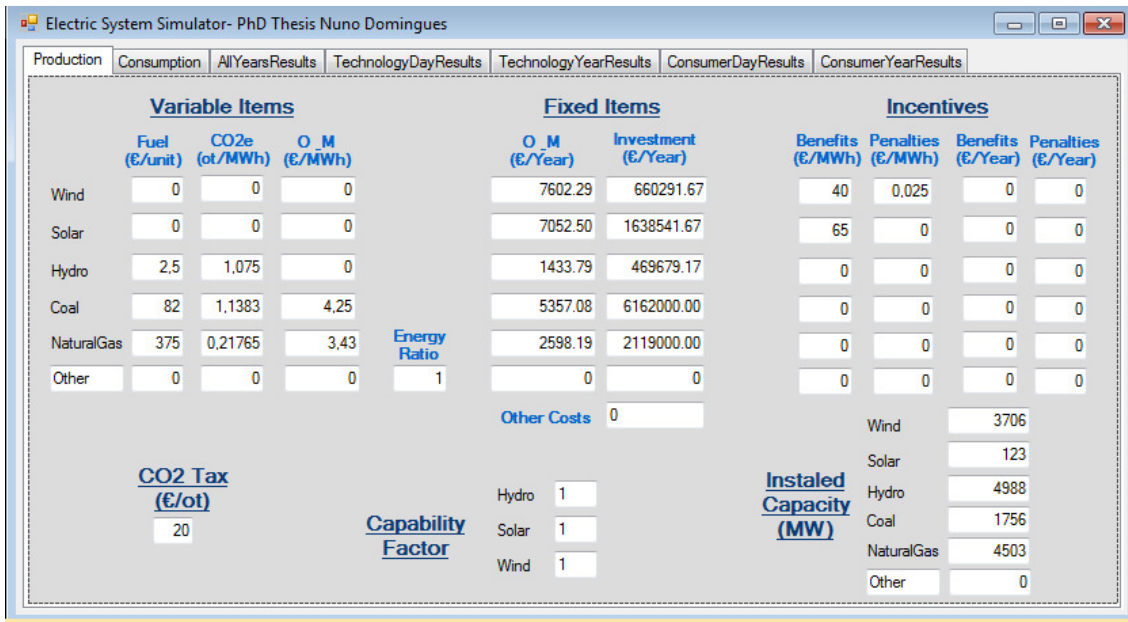 Electric System Simulator- PhD Thesis Nuno Domingues
Production Consumption AllYearsResults TechnologyDayResults TechnologyYearResults ConsumerDayResults ConsumerYearResults
Variable Items Fixed Items Incentives
Fuel CO2e O_M O_M Investment Benefits Penalties Benefits Penalties
(€/unit) (ot/MWh) (€/MWh) (€/Year) (€/Year) (€/MWh) (€/MWh) (€/Year) (€/Year)
Wind 0 0 0 7602.29 660291.67 40 0,025 0 0
Solar 0 0 0 7052.50 1638541.67 65 0 0 0
Hydro 2,5 1,075 0 1433.79 469679.17 0 0 0 0
Coal 82 1,1383 4,25 5357.08 6162000.00 0 0 0 0
NaturalGas 375 0,21765 3,43 Energy Ratio 2598.19 2119000.00 0 0 0 0
Other 0 0 0 1 0 0 0 0 0 0
Other Costs 0
Wind 3706
Solar 123
CO2 Tax
(€/ot)
20
Capability
Factor
Hydro 1
Solar 1
Wind 1
Instaled
Capacity
(MW)
Hydro 4988
Coal 1756
NaturalGas 4503
Other 0